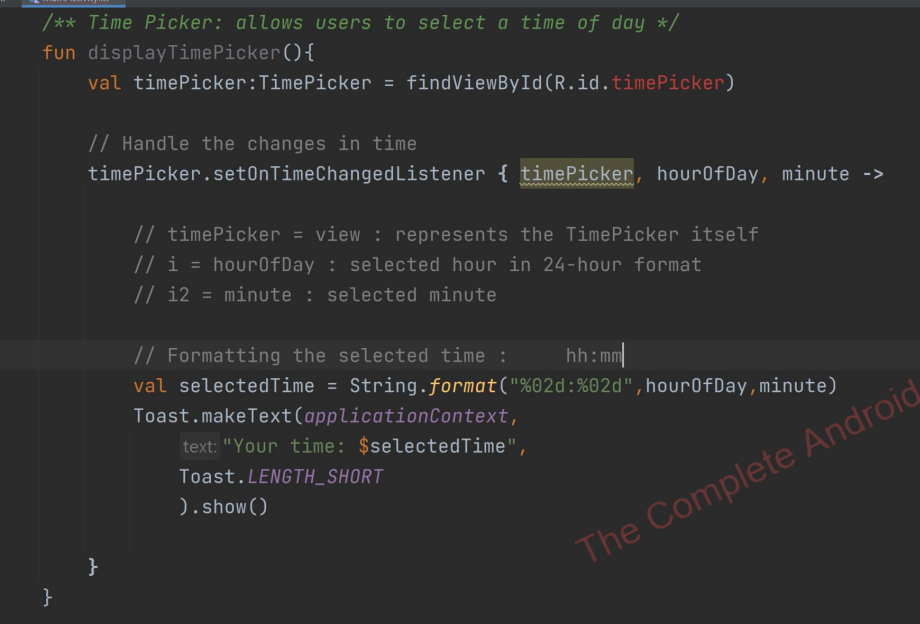 /** Time Picker: allows users to select a time of day */
fun displayTimePicker(){
val timePicker:TimePicker = findViewById(R.id.timePicker)
// Handle the changes in time
timePicker.setOnTimeChangedListener { timePicker, hourOfDay, minute ->
// timePicker = view : represents the TimePicker itself
// i = hourOfDay : selected hour in 24-hour format
// i2 = minute : selected minute
// Formatting the selected time :     hh:mm
val selectedTime = String.format("%02d:%02d",hourOfDay,minute)
Toast.makeText(applicationContext,
text: "Your time: $selectedTime",
Toast.LENGTH_SHORT
).show()
}
}
The Complete Android